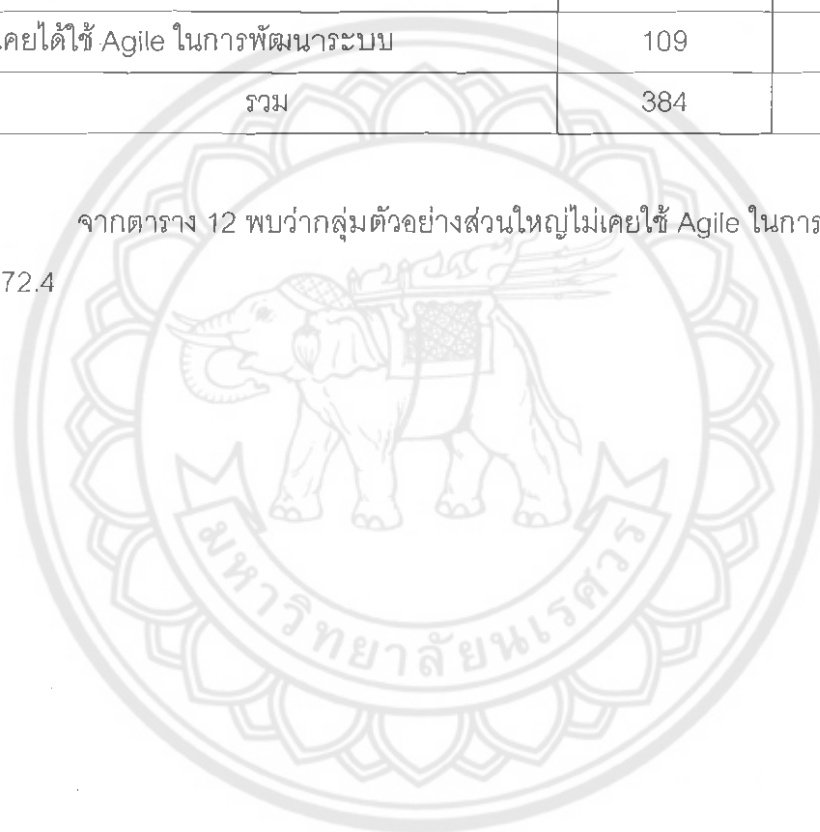 เคยได้ใช้ Agile ในการพัฒนาระบบ 109
รวม 384
จากตาราง 12 พบว่ากลุ่มตัวอย่างส่วนใหญ่ไม่เคยใช้ Agile ในการ
72.4
มหาวิทยาลัยนเรศวร